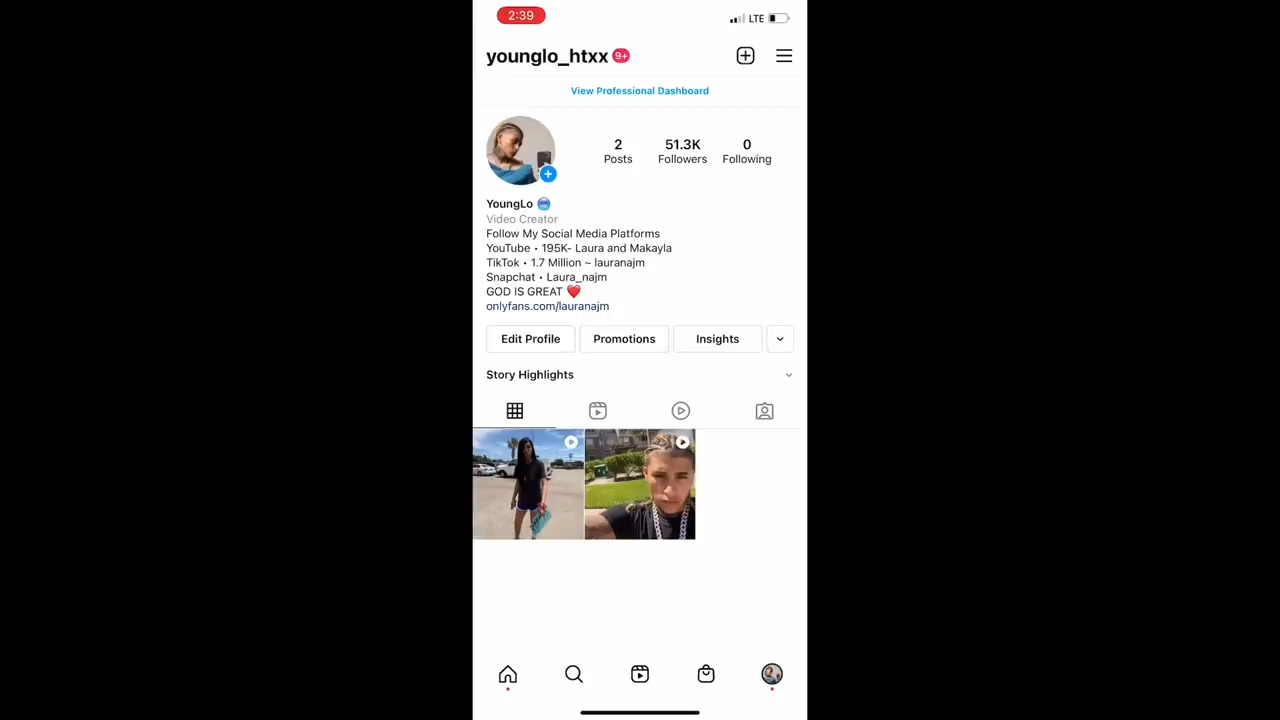 2:39
LTE
younglo_htxx 9+
View Professional Dashboard
2 51.3K 0
Posts Followers Following
YoungLo 🥶
Video Creator
Follow My Social Media Platforms
YouTube • 195K- Laura and Makayla
TikTok • 1.7 Million ~ lauranajm
Snapchat • Laura_najm
GOD IS GREAT ❤️
onlyfans.com/lauranajm
Edit Profile Promotions Insights
Story Highlights